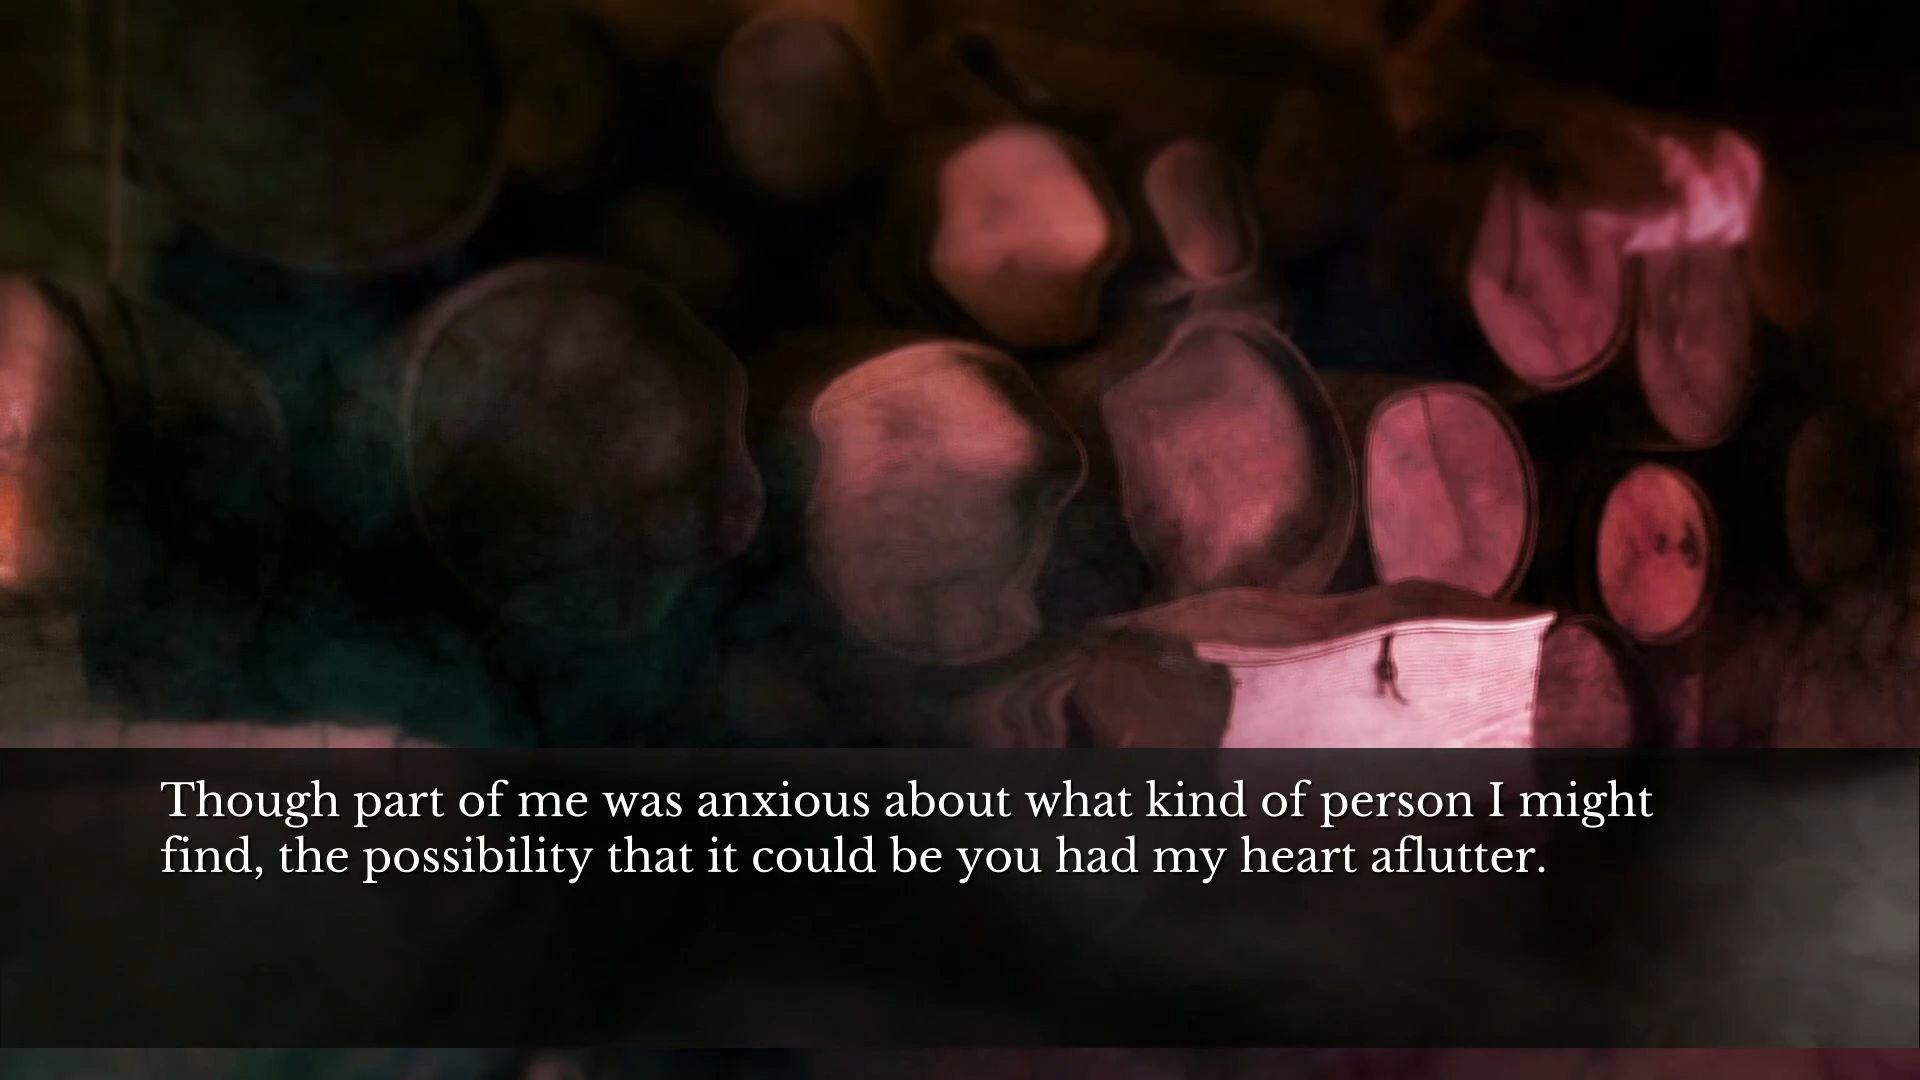 Though part of me was anxious about what kind of person I might
find, the possibility that it could be you had my heart aflutter.